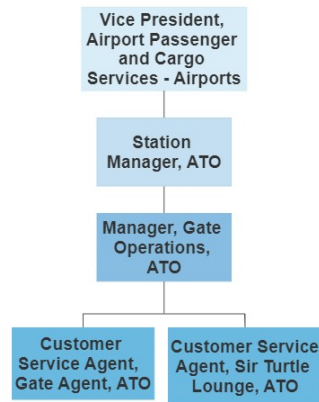 Vice President,
Airport Passenger
and Cargo
Services - Airports
Station
Manager, ATO
Manager, Gate
Operations,
ATO
Customer
Service Agent,
Gate Agent, ATO
Customer Service
Agent, Sir Turtle
Lounge, ATO